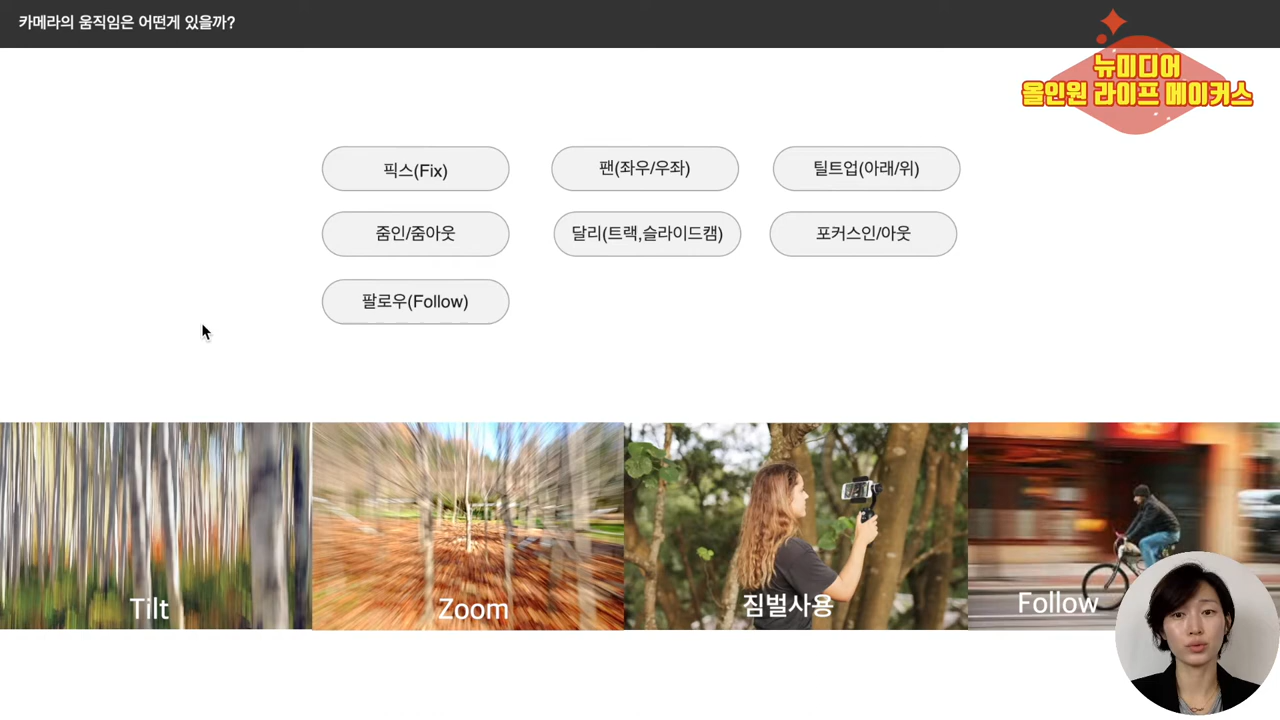 카메라의 움직임은 어떤게 있을까?
뉴미디어
올인원 라이프 메이커스
픽스(Fix)
팬(좌우/우좌)
틸트업(아래/위)
줌인/줌아웃
달리(트랙,슬라이드캠)
포커스인/아웃
팔로우(Follow)
Tilt
Zoom
짐벌사용
Follow